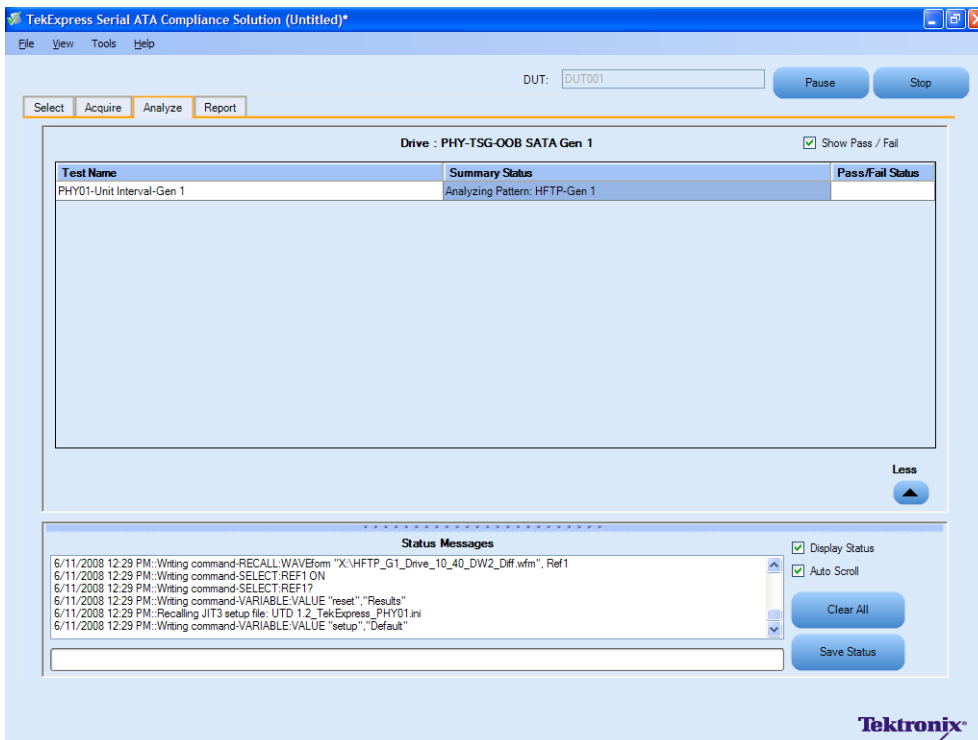 TekExpress Serial ATA Compliance Solution (Untitled)*
File View Tools Help
DUT: DUT001 Pause Stop
Select Acquire Analyze Report
Drive : PHY-TSG-OOB SATA Gen 1 Show Pass / Fail
Test Name Summary Status Pass/Fail Status
PHY01-Unit Interval-Gen 1 Analyzing Pattern: HFTP-Gen 1
Less
Status Messages
Display Status
6/11/2008 12:29 PM::Writing command-RECALL:WAVEform "X:\HFTP_G1_Drive_10_40_DW2_Diff.wfm", Ref1
6/11/2008 12:29 PM::Writing command-SELECT:REF1 ON
Auto Scroll
6/11/2008 12:29 PM::Writing command-SELECT:REF1?
6/11/2008 12:29 PM::Writing command-VARIABLE:VALUE "reset","Results"
6/11/2008 12:29 PM::Recalling JIT3 setup file: UTD 1.2_TekExpress_PHY01.ini
6/11/2008 12:29 PM::Writing command-VARIABLE:VALUE "setup","Default"
Clear All
Save Status
Tektronix